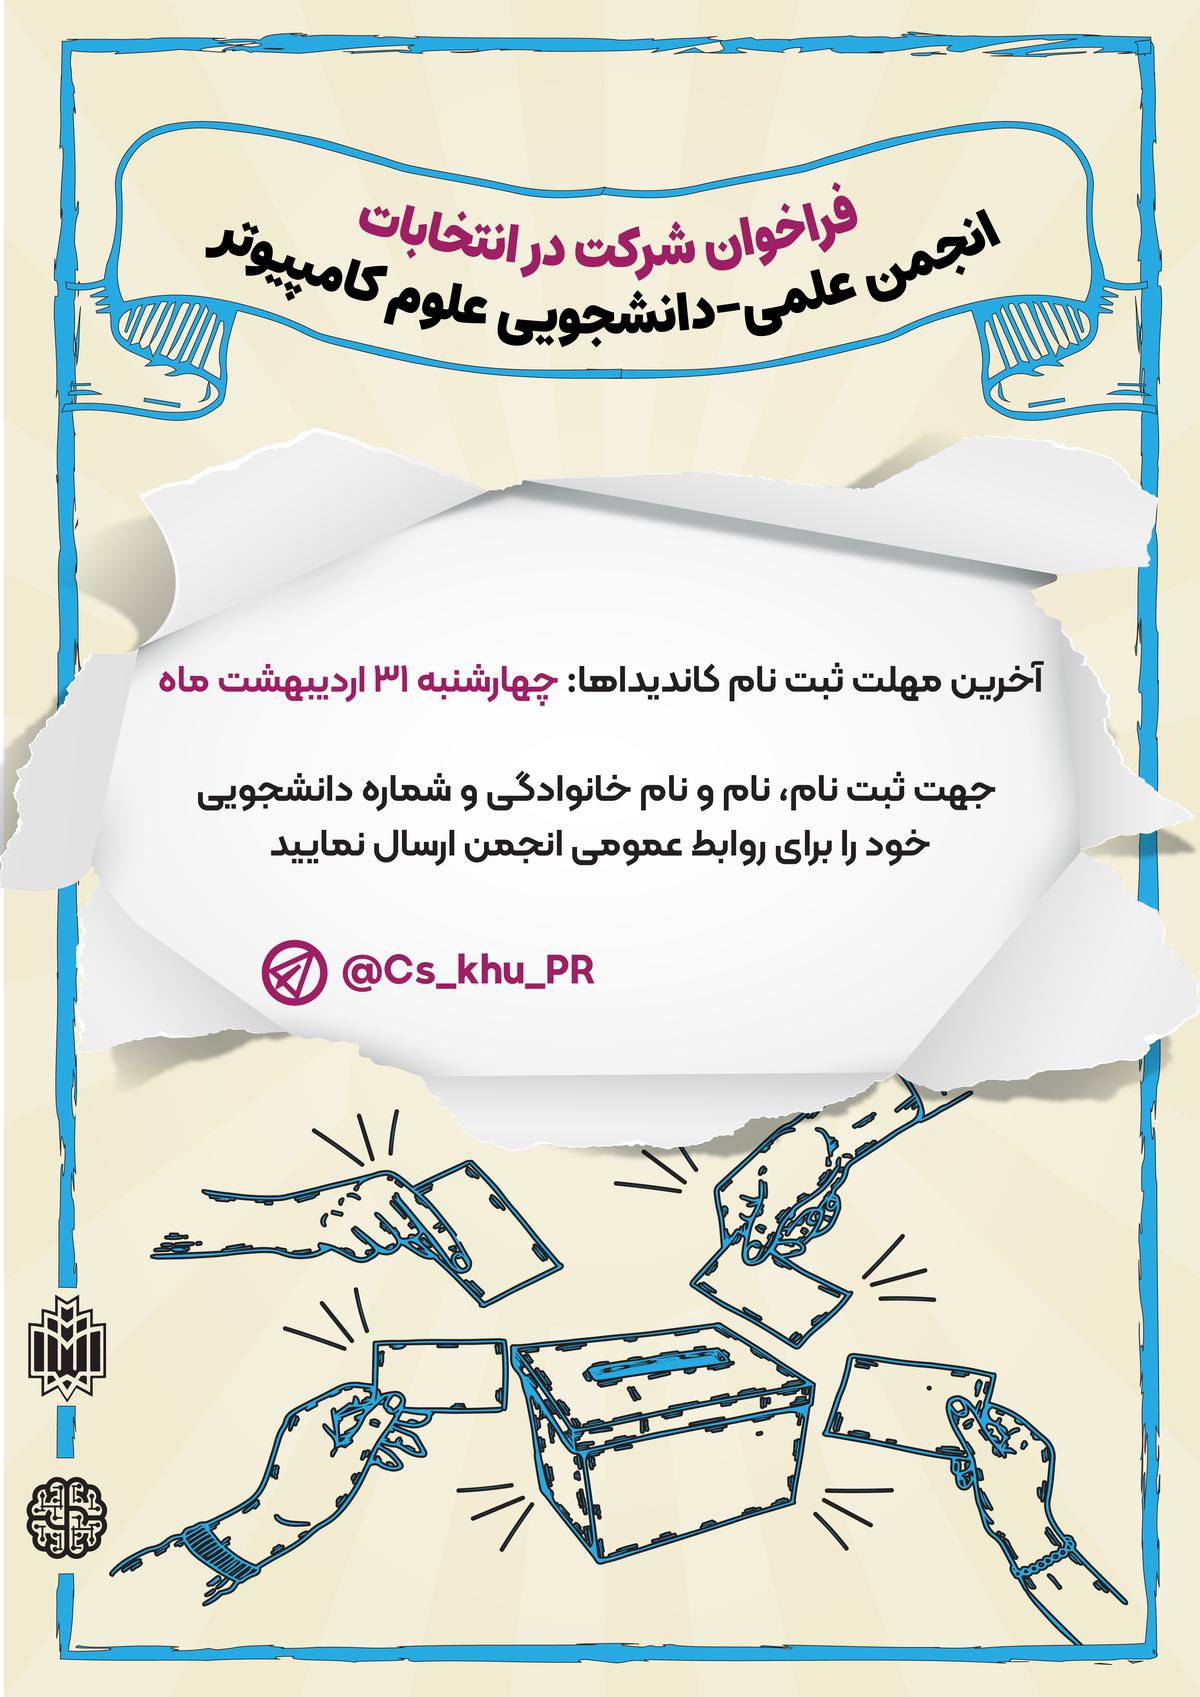 فراخوان شرکت در انتخابات
انجمن علمی-دانشجویی علوم کامپیوتر
آخرین مهلت ثبت نام کاندیداها: چهارشنبه ۳۱ اردیبهشت ماه
جهت ثبت نام، نام و نام خانوادگی و شماره دانشجویی
خود را برای روابط عمومی انجمن ارسال نمایید
@Cs_khu_PR